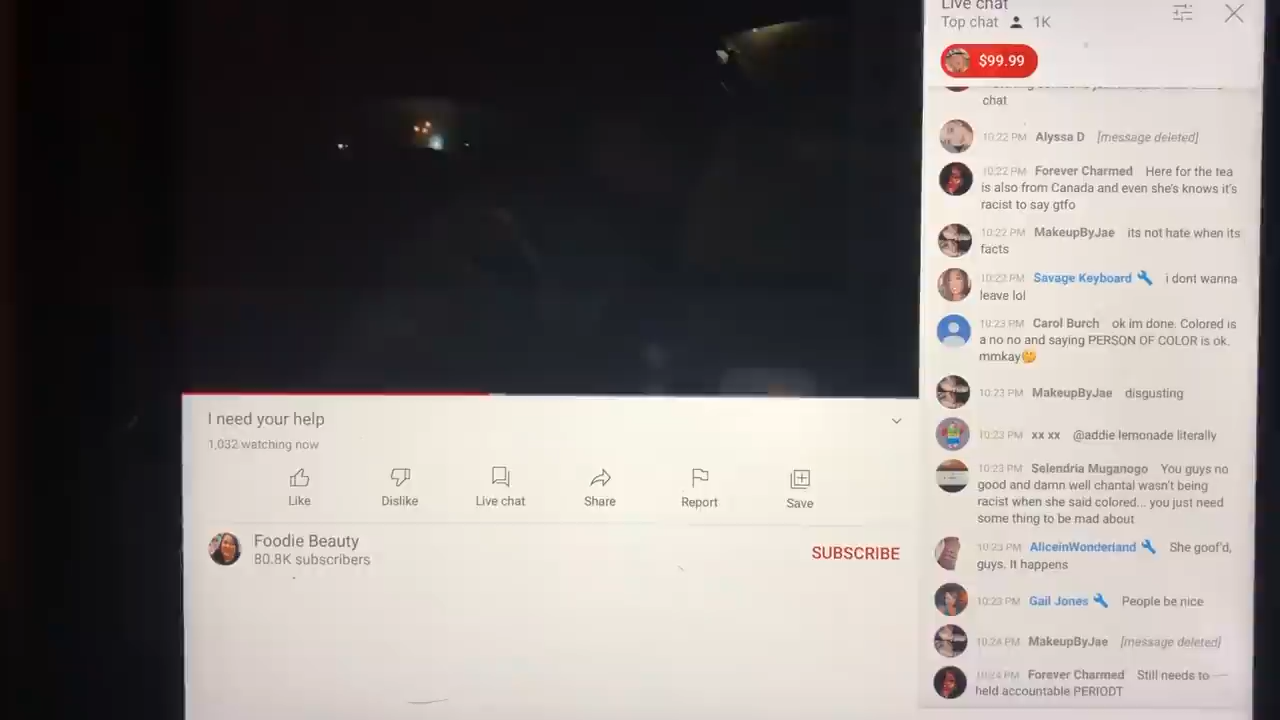 Live chat
Top chat 1K
$99.99
chat
10:22 PM Alyssa D [message deleted]
10:22 PM Forever Charmed Here for the tea
is also from Canada and even she's knows it's
racist to say gtfo
10:22 PM MakeupByJae its not hate when its
facts
10:22 PM Savage Keyboard i dont wanna
leave lol
10:23 PM Carol Burch ok im done. Colored is
a no no and saying PERSON OF COLOR is ok.
mmkay🤔
10:23 PM MakeupByJae disgusting
10:23 PM xx xx @addie lemonade literally
10:23 PM Selendria Muganogo You guys no
good and damn well chantal wasn't being
racist when she said colored... you just need
some thing to be mad about
10:23 PM AliceinWonderland She goof'd,
guys. It happens
10:23 PM Gail Jones People be nice
10:24 PM MakeupByJae [message deleted]
10:24 PM Forever Charmed Still needs to
held accountable PERIODT
I need your help
1,032 watching now
Like Dislike Live chat Share Report Save
Foodie Beauty
80.8K subscribers
SUBSCRIBE